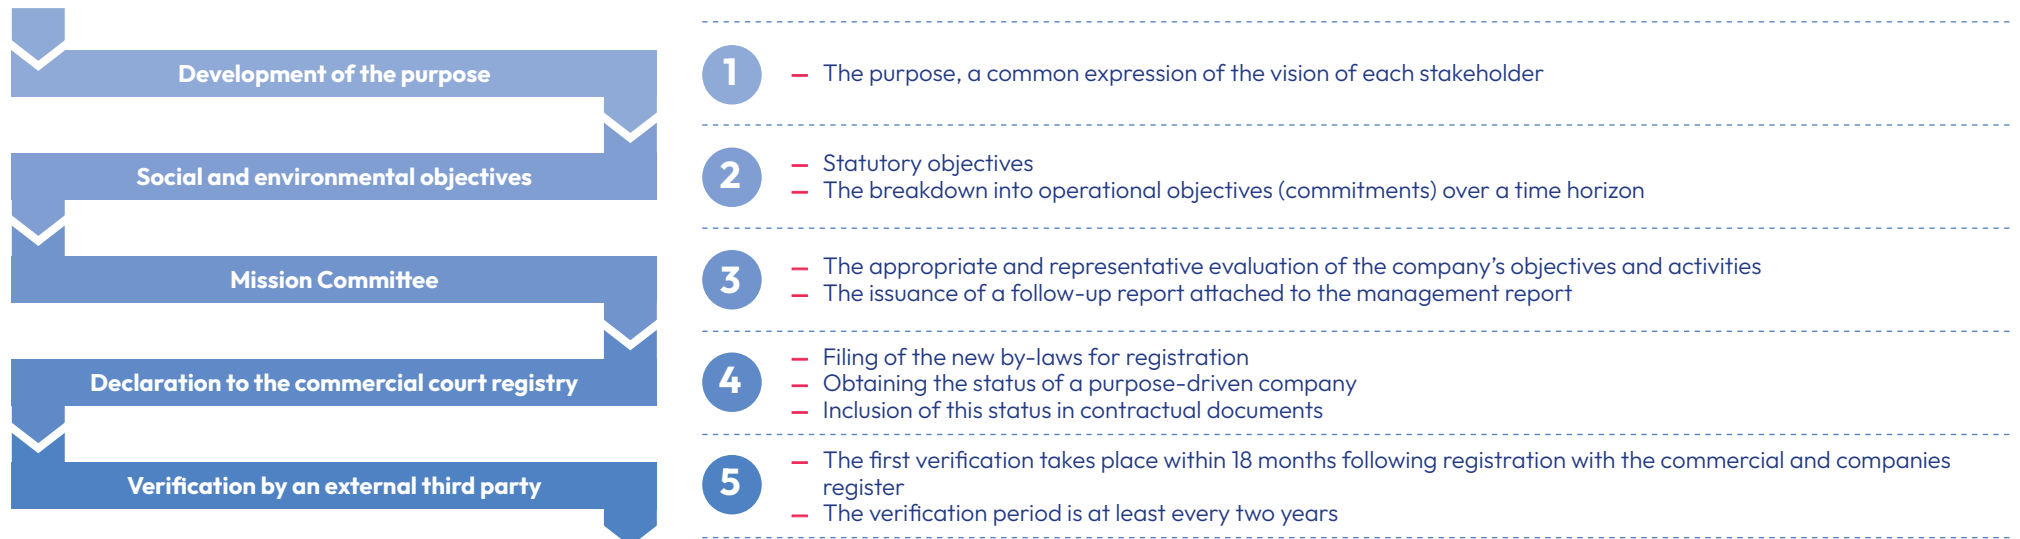 Development of the purpose
1
– The purpose, a common expression of the vision of each stakeholder
Social and environmental objectives
2
– Statutory objectives
– The breakdown into operational objectives (commitments) over a time horizon
Mission Committee
3
– The appropriate and representative evaluation of the company’s objectives and activities
– The issuance of a follow-up report attached to the management report
Declaration to the commercial court registry
4
– Filing of the new by-laws for registration
– Obtaining the status of a purpose-driven company
– Inclusion of this status in contractual documents
Verification by an external third party
5
– The first verification takes place within 18 months following registration with the commercial and companies
register
– The verification period is at least every two years